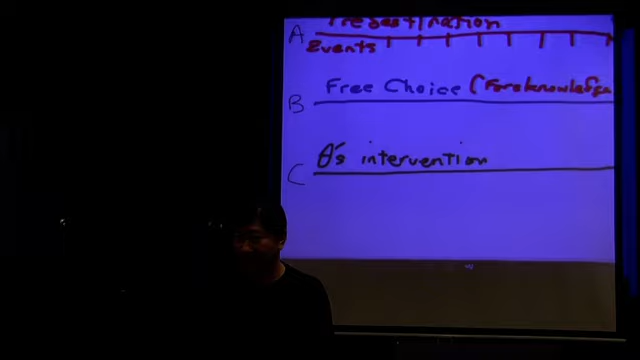 Predestination
A
Events
B Free Choice (Foreknowledge
C θ's intervention